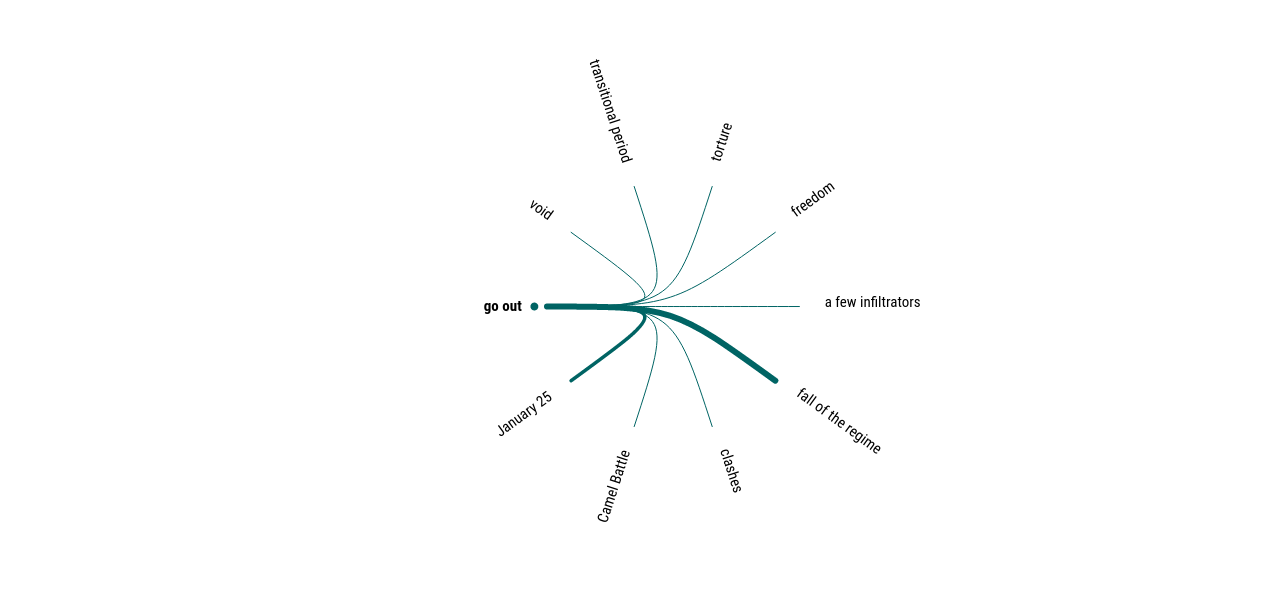 transitional period
torture
freedom
void
a few infiltrators
go out
fall of the regime
January 25
clashes
Camel Battle